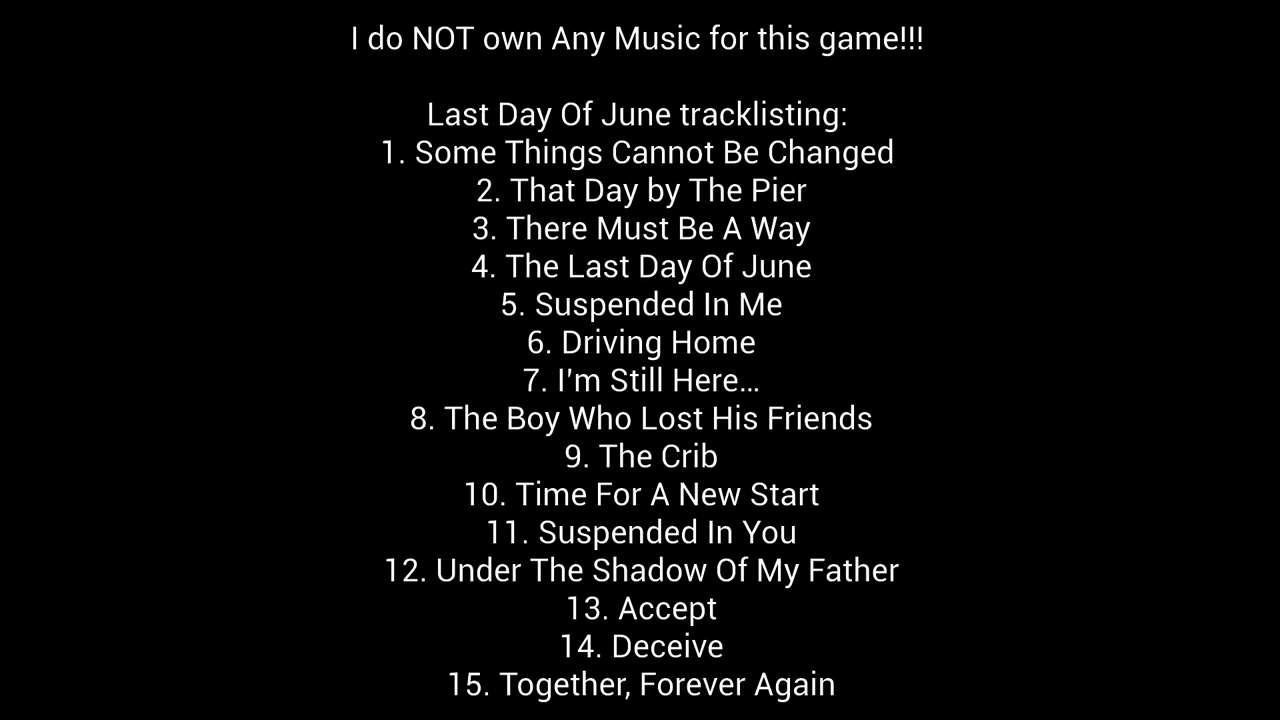 I do NOT own Any Music for this game!!!
Last Day Of June tracklisting:
1. Some Things Cannot Be Changed
2. That Day by The Pier
3. There Must Be A Way
4. The Last Day Of June
5. Suspended In Me
6. Driving Home
7. I'm Still Here…
8. The Boy Who Lost His Friends
9. The Crib
10. Time For A New Start
11. Suspended In You
12. Under The Shadow Of My Father
13. Accept
14. Deceive
15. Together, Forever Again